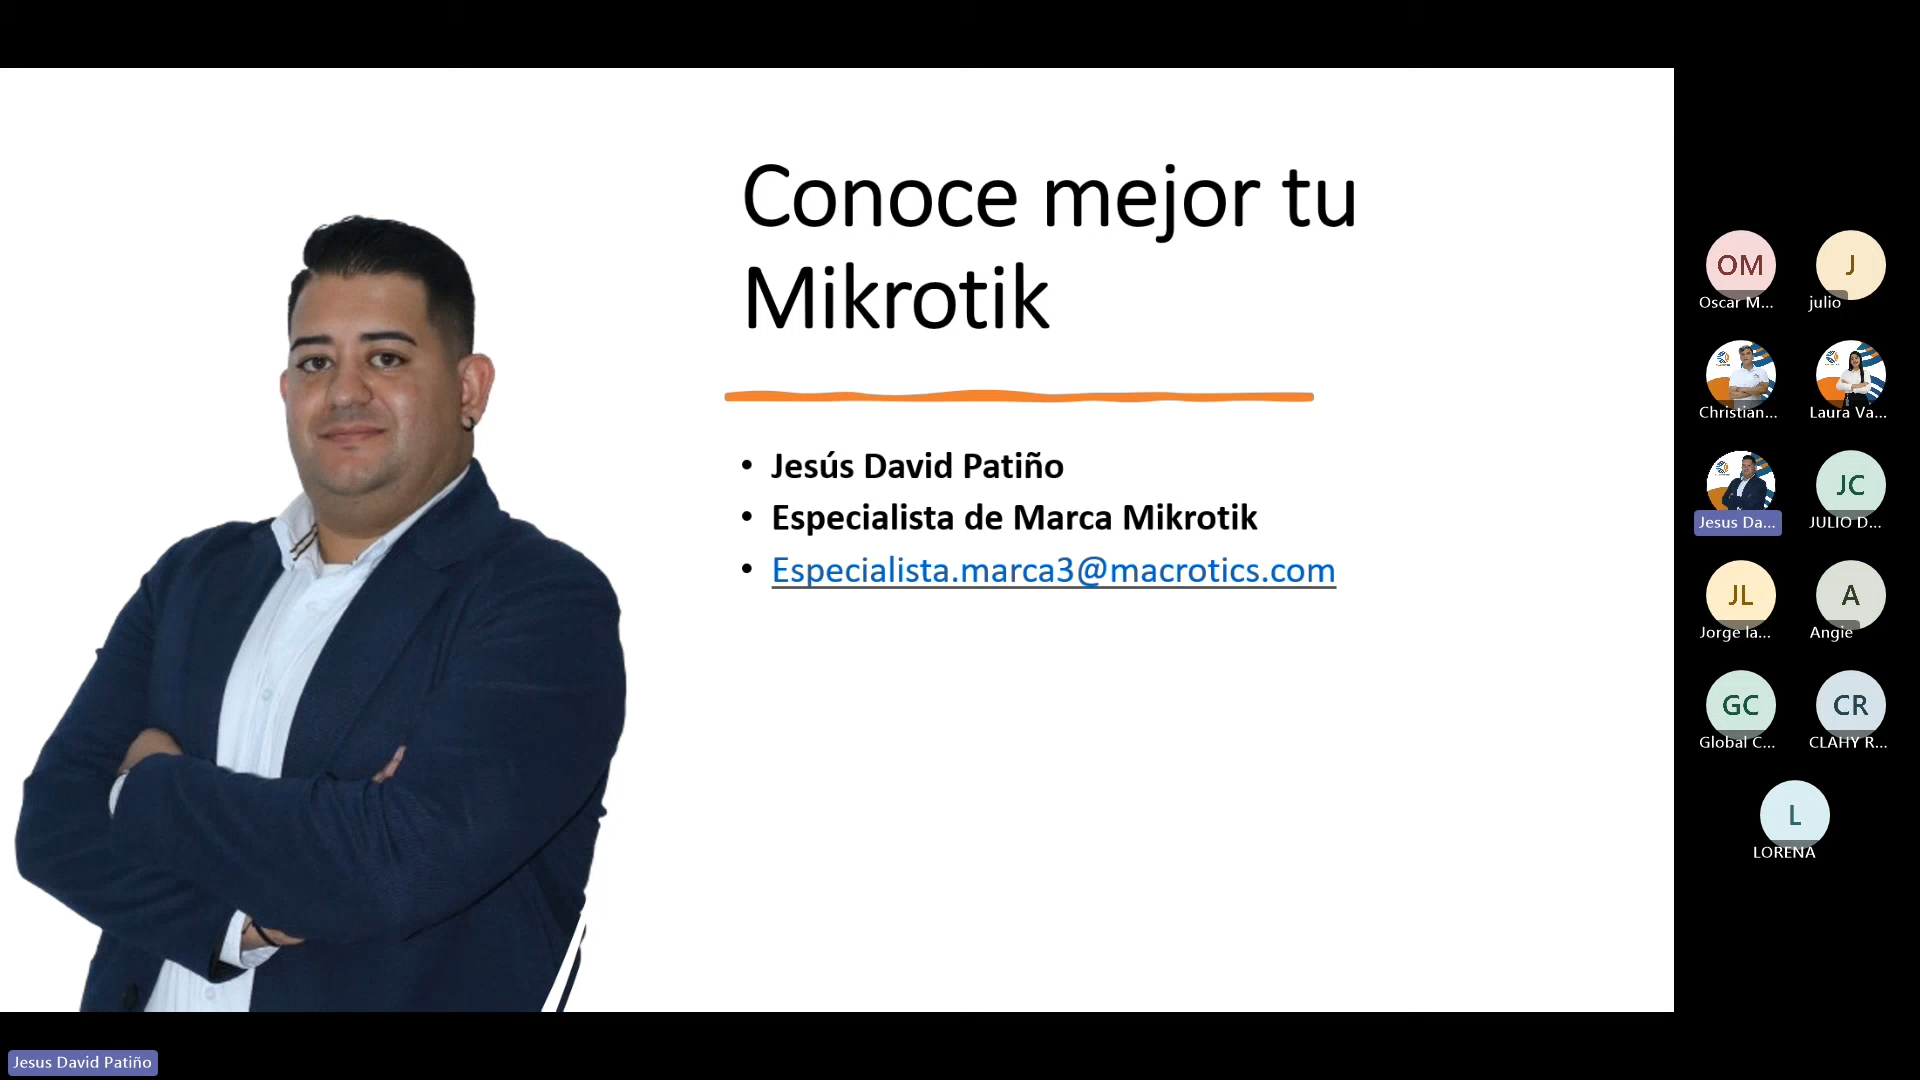 Conoce mejor tu
Mikrotik
• Jesús David Patiño
• Especialista de Marca Mikrotik
• Especialista.marca3@macrotics.com
OM
Oscar M...
J
julio
Christian...
Laura Va...
Jesus Da...
JC
JULIO D...
JL
Jorge la...
A
Angie
GC
Global C...
CR
CLAHY R...
L
LORENA
Jesus David Patiño